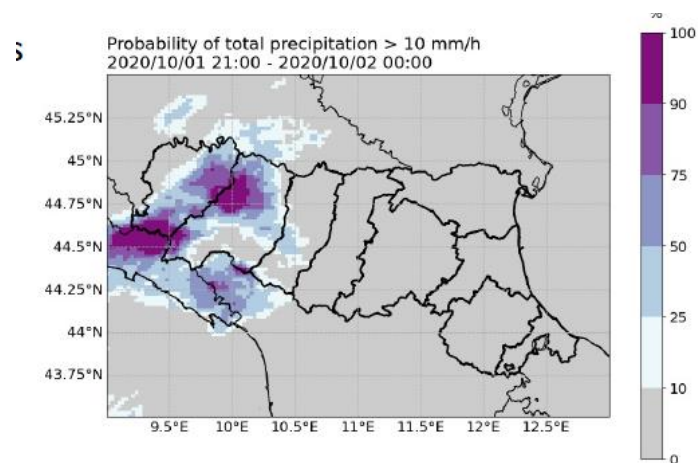 %
s
Probability of total precipitation > 10 mm/h
2020/10/01 21:00 - 2020/10/02 00:00
100
90
75
50
25
10
0
45.25°N
45°N
44.75°N
44.5°N
44.25°N
44°N
43.75°N
9.5°E 10°E 10.5°E 11°E 11.5°E 12°E 12.5°E